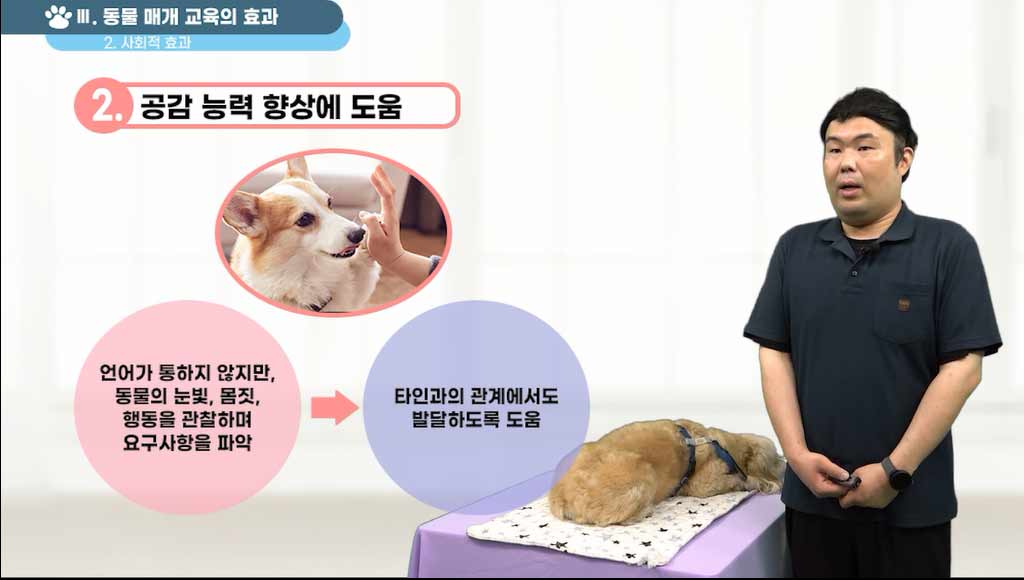 Ⅲ. 동물 매개 교육의 효과
2. 사회적 효과
2. 공감 능력 향상에 도움
언어가 통하지 않지만,
동물의 눈빛, 몸짓,
행동을 관찰하며
요구사항을 파악
타인과의 관계에서도
발달하도록 도움